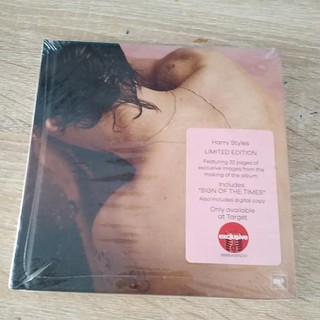 Harry Styles
LIMITED EDITION
Featuring 32 pages of
exclusive images from the
making of the album
Includes
"SIGN OF THE TIMES"
Also includes digital copy
Only available
at Target
exclusive